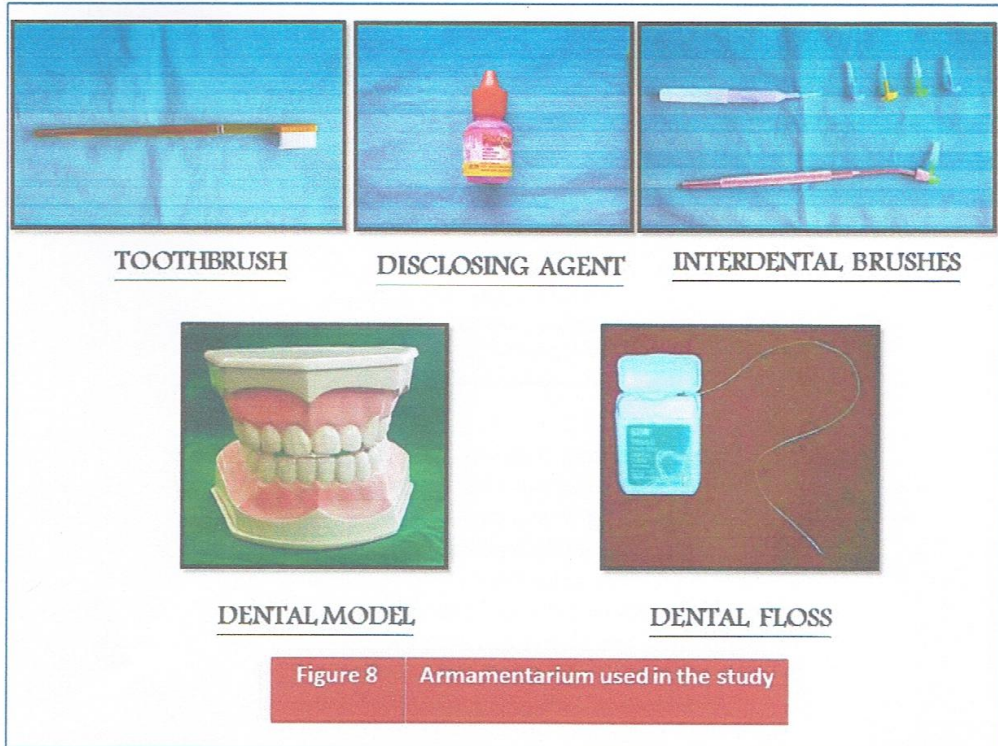 TOOTHBRUSH
DISCLOSING AGENT
INTERDENTAL BRUSHES
DENTAL MODEL
DENTAL FLOSS
Figure 8 Armamentarium used in the study